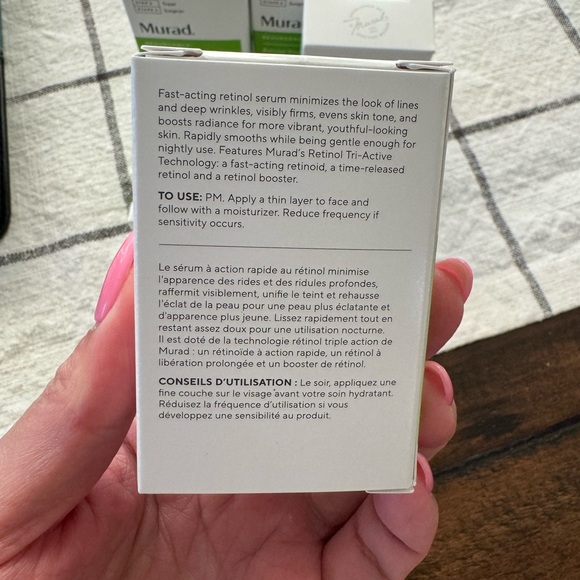 Murad.
Murad.
Fast-acting retinol serum minimizes the look of lines
and deep wrinkles, visibly firms, evens skin tone, and
boosts radiance for more vibrant, youthful-looking
skin. Rapidly smooths while being gentle enough for
nightly use. Features Murad's Retinol Tri-Active
Technology: a fast-acting retinoid, a time-released
retinol and a retinol booster.
TO USE: PM. Apply a thin layer to face and
follow with a moisturizer. Reduce frequency if
sensitivity occurs.
Le sérum à action rapide au rétinol minimise
l'apparence des rides et des ridules profondes,
raffermit visiblement, unifie le teint et rehausse
l'éclat de la peau pour une peau plus éclatante et
d'apparence plus jeune. Lissez rapidement tout en
restant assez doux pour une utilisation nocturne.
Il est doté de la technologie rétinol triple action de
Murad : un rétinoïde à action rapide, un rétinol à
libération prolongée et un booster de rétinol.
CONSEILS D'UTILISATION : Le soir, appliquez une
fine couche sur le visage avant votre soin hydratant.
Réduisez la fréquence d'utilisation si vous
développez une sensibilité au produit.